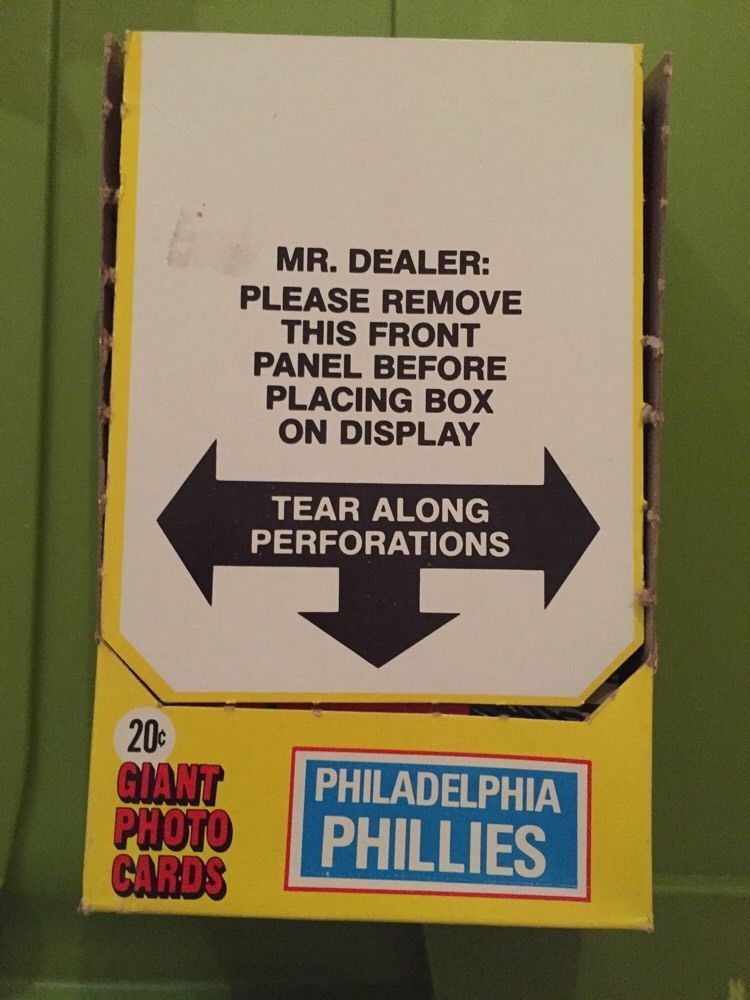 MR. DEALER:
PLEASE REMOVE
THIS FRONT
PANEL BEFORE
PLACING BOX
ON DISPLAY
TEAR ALONG
PERFORATIONS
20¢
GIANT
PHOTO
CARDS
PHILADELPHIA
PHILLIES